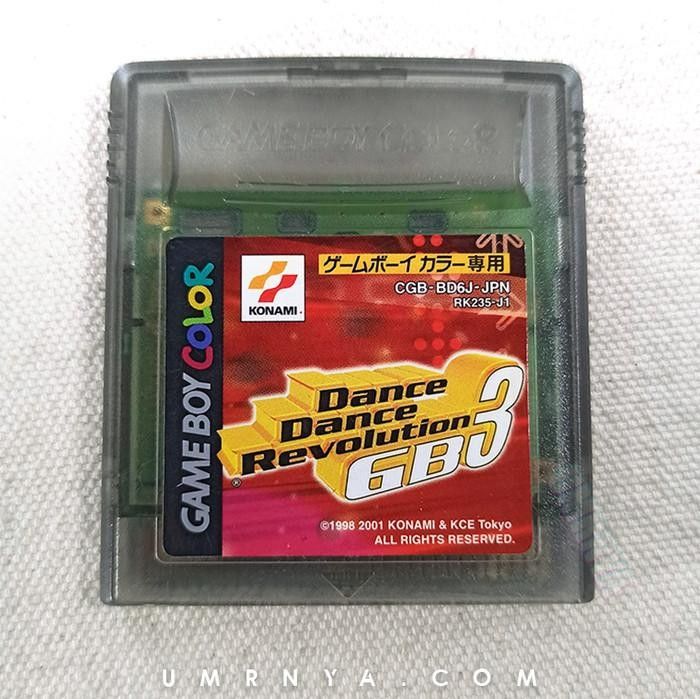 GAME BOY COLOR
GAME BOY COLOR
KONAMI
ゲームボーイカラー専用
CGB-BD6J-JPN
RK235-J1
Dance
Dance
Revolution
GB3
®
©1998 2001 KONAMI & KCE Tokyo
ALL RIGHTS RESERVED.
UMRNYA.COM